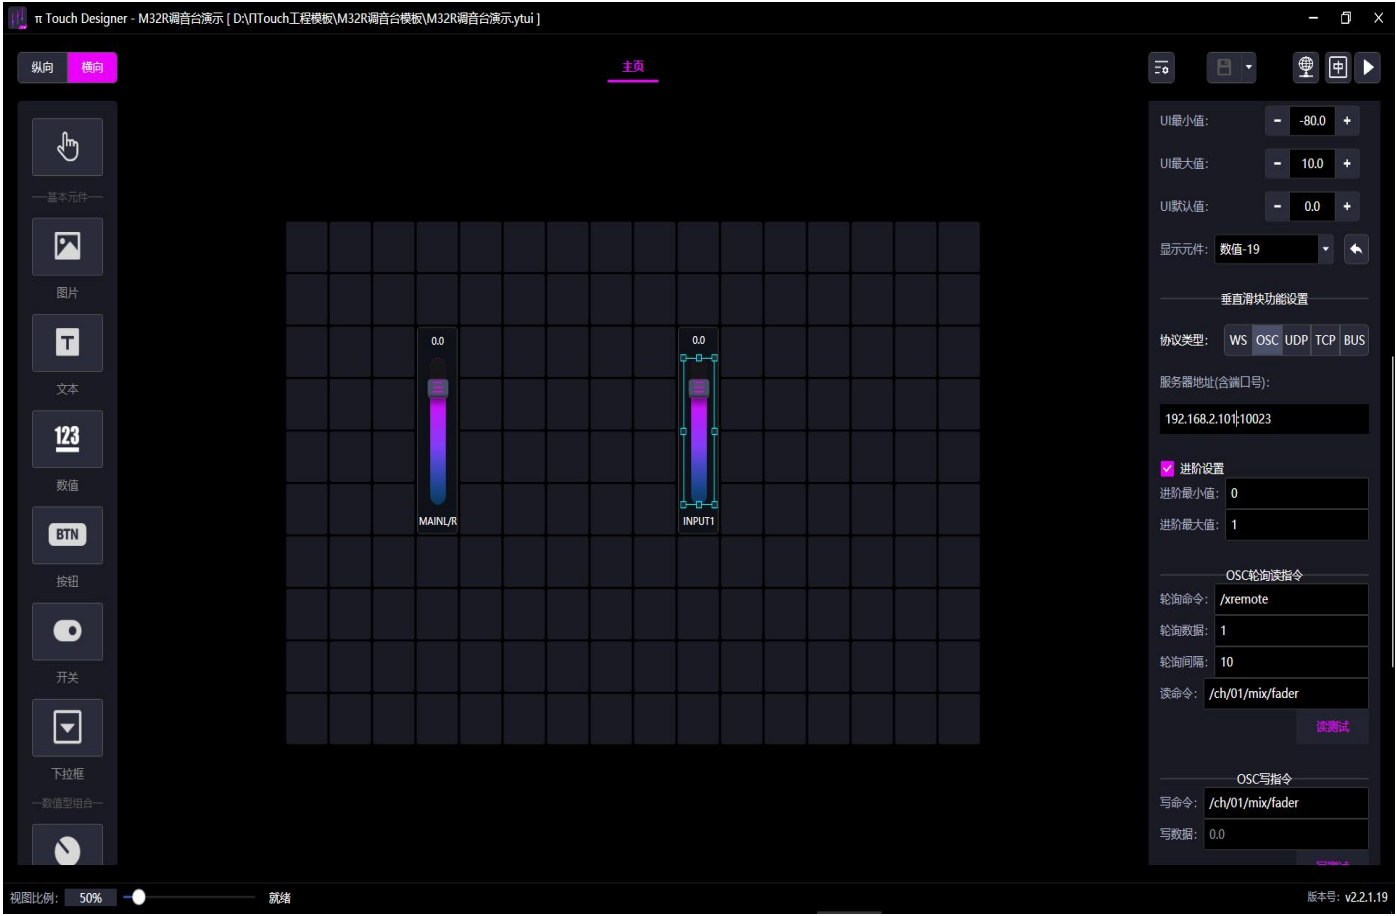 π Touch Designer - M32R调音台演示 [ D:\ΠTouch工程模板\M32R调音台模板\M32R调音台演示.ytui ]
纵向 横向
主页
中
基本元件
图片
T
文本
123
数值
BTN
按钮
开关
下拉框
数值型组合
0.0
MAINL/R
0.0
INPUT1
UI最小值: - -80.0 +
UI最大值: - 10.0 +
UI默认值: - 0.0 +
显示元件: 数值-19
垂直滑块功能设置
协议类型: WS OSC UDP TCP BUS
服务器地址(含端口号):
192.168.2.101:10023
进阶设置
进阶最小值: 0
进阶最大值: 1
OSC轮询读指令
轮询命令: /xremote
轮询数据: 1
轮询间隔: 10
读命令: /ch/01/mix/fader
读测试
OSC写指令
写命令: /ch/01/mix/fader
写数据: 0.0
写测试
视图比例: 50% 就绪
版本号: v2.2.1.19